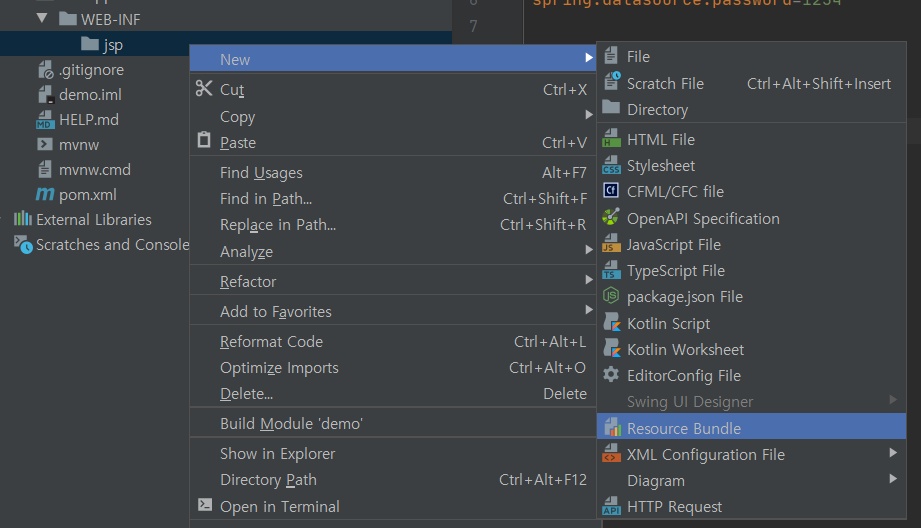 WEB-INF
jsp
.gitignore
demo.iml
HELP.md
mvnw
mvnw.cmd
pom.xml
External Libraries
Scratches and Console
7
spring.datasource.password=1234
New
Cut Ctrl+X
Copy
Paste Ctrl+V
Find Usages Alt+F7
Find in Path... Ctrl+Shift+F
Replace in Path... Ctrl+Shift+R
Analyze
Refactor
Add to Favorites
Reformat Code Ctrl+Alt+L
Optimize Imports Ctrl+Alt+O
Delete... Delete
Build Module 'demo'
Show in Explorer
Directory Path Ctrl+Alt+F12
Open in Terminal
File
Scratch File Ctrl+Alt+Shift+Insert
Directory
HTML File
Stylesheet
CFML/CFC file
OpenAPI Specification
JavaScript File
TypeScript File
package.json File
Kotlin Script
Kotlin Worksheet
EditorConfig File
Swing UI Designer
Resource Bundle
XML Configuration File
Diagram
HTTP Request